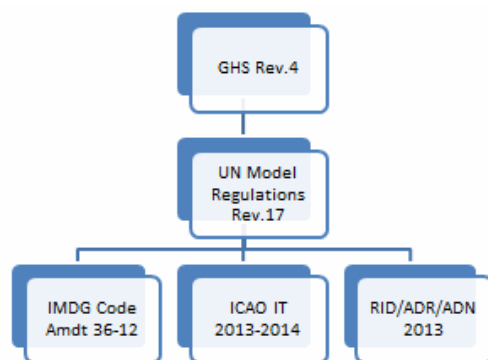 GHS Rev.4
UN Model
Regulations
Rev.17
IMDG Code
Amdt 36-12
ICAO IT
2013-2014
RID/ADR/ADN
2013